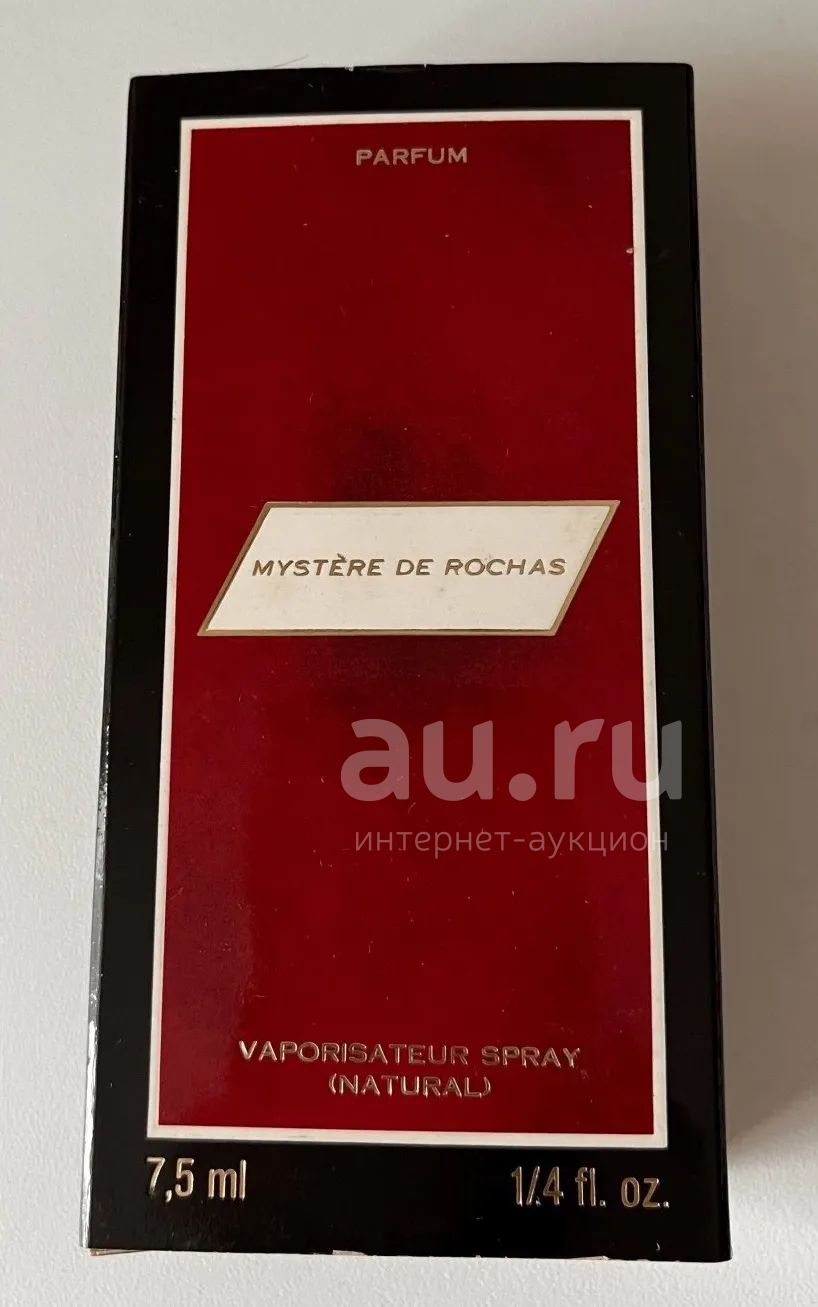 PARFUM
MYSTÈRE DE ROCHAS
au.ru
интернет-аукцион
VAPORISATEUR SPRAY
(NATURAL)
7,5 ml 1/4 fl. oz.